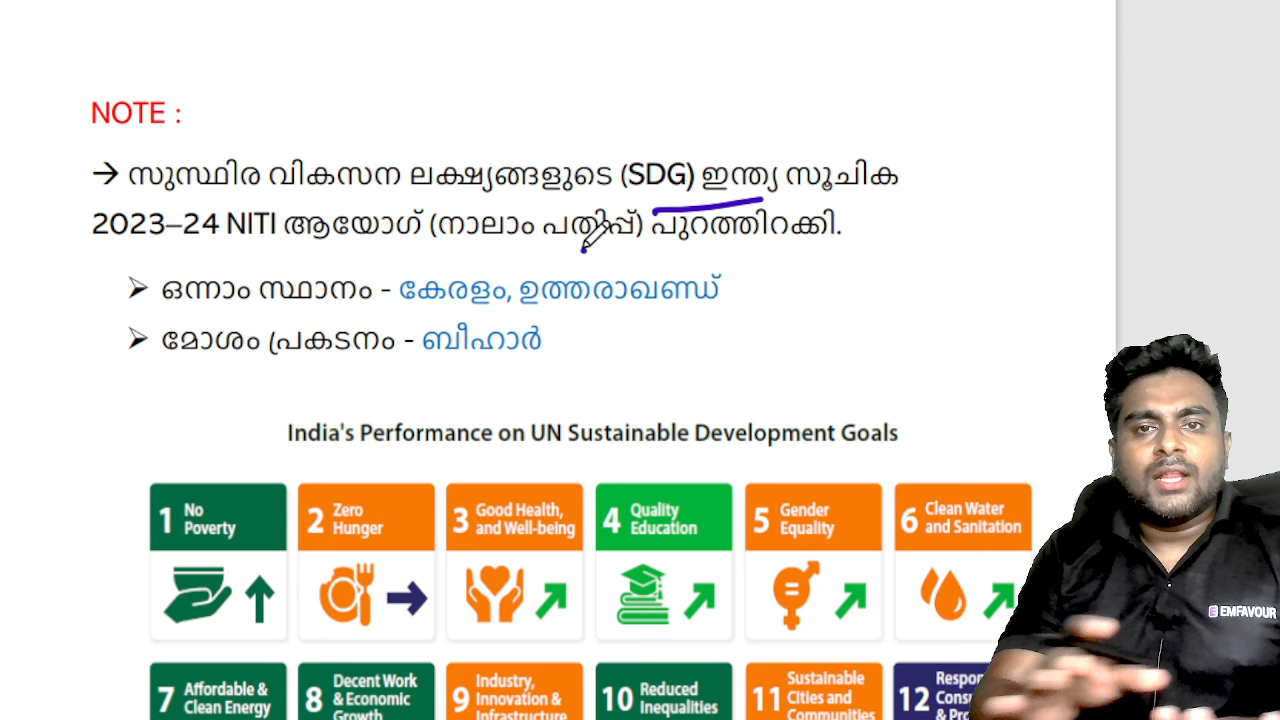 NOTE :
→ സുസ്ഥിര വികസന ലക്ഷ്യങ്ങളുടെ (SDG) ഇന്ത്യ സൂചിക
2023–24 NITI ആയോഗ് (നാലാം പതിപ്പ്) പുറത്തിറക്കി.
➢ ഒന്നാം സ്ഥാനം - കേരളം, ഉത്തരാഖണ്ഡ്
➢ മോശം പ്രകടനം - ബീഹാർ
India's Performance on UN Sustainable Development Goals
1 No Poverty
2 Zero Hunger
3 Good Health, and Well-being
4 Quality Education
5 Gender Equality
6 Clean Water and Sanitation
EMFAVOUR
7 Affordable & Clean Energy
8 Decent Work & Economic Growth
9 Industry, Innovation & Infrastructure
10 Reduced Inequalities
11 Sustainable Cities and Communities
12